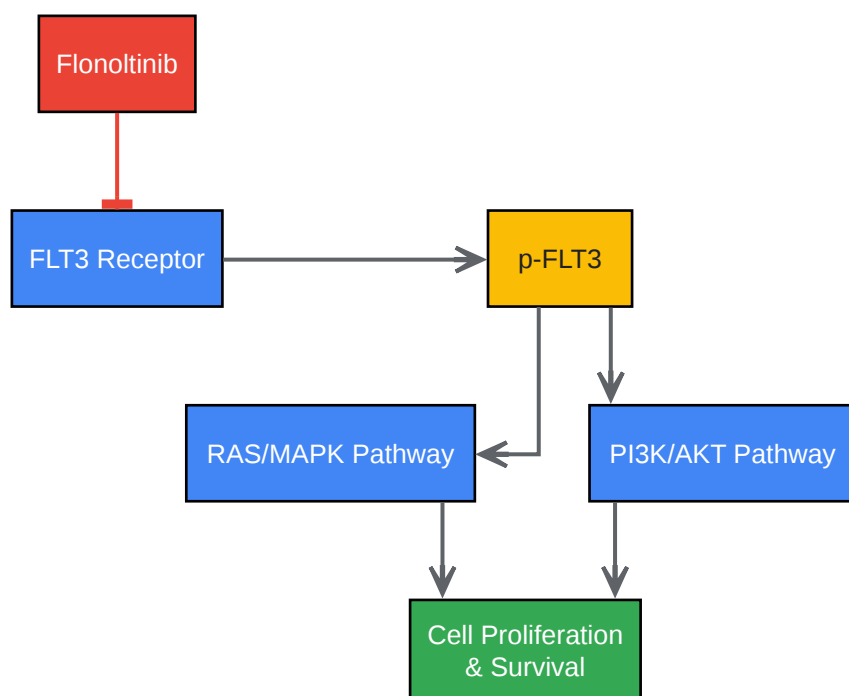 Flonoltinib
FLT3 Receptor
p-FLT3
RAS/MAPK Pathway
PI3K/AKT Pathway
Cell Proliferation
& Survival